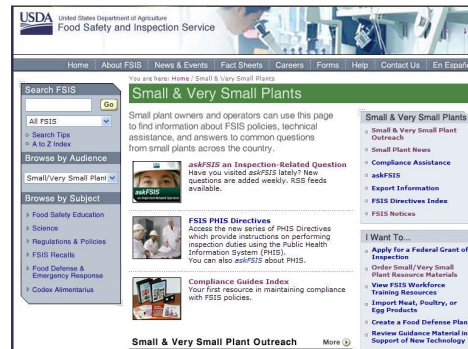 USDA
United States Department of Agriculture
Food Safety and Inspection Service
Home
About FSIS
News & Events
Fact Sheets
Careers
Forms
Help
Contact Us
En Españ
You are here: Home / Small & Very Small Plants
Search FSIS
Go
All FSIS
Search Tips
A to Z Index
Browse by Audience
Small/Very Small Plant
Browse by Subject
Food Safety Education
Science
Regulations & Policies
FSIS Recalls
Food Defense &
Emergency Response
Codex Alimentarius
Small & Very Small Plants
Small plant owners and operators can use this page
to find information about FSIS policies, technical
assistance, and answers to common questions
from small plants across the country.
askFSIS
askFSIS an Inspection-Related Question
Have you visited askFSIS lately? New
questions are added weekly. RSS feeds
available.
FSIS PHIS Directives
Access the new series of PHIS Directives
which provide instructions on performing
inspection duties using the Public Health
Information System (PHIS).
You can also askFSIS about PHIS.
Compliance Guides Index
Your first resource in maintaining compliance
with FSIS policies.
Small & Very Small Plant Outreach
More
Small & Very Small Plants
Small & Very Small Plant
Outreach
Small Plant News
Compliance Assistance
askFSIS
Export Information
FSIS Directives Index
FSIS Notices
I Want To...
Apply for a Federal Grant of
Inspection
Order Small/Very Small
Plant Resource Materials
View FSIS Workforce
Training Resources
Import Meat, Poultry, or
Egg Products
Create a Food Defense Plan
Review Guidance Material in
Support of New Technology